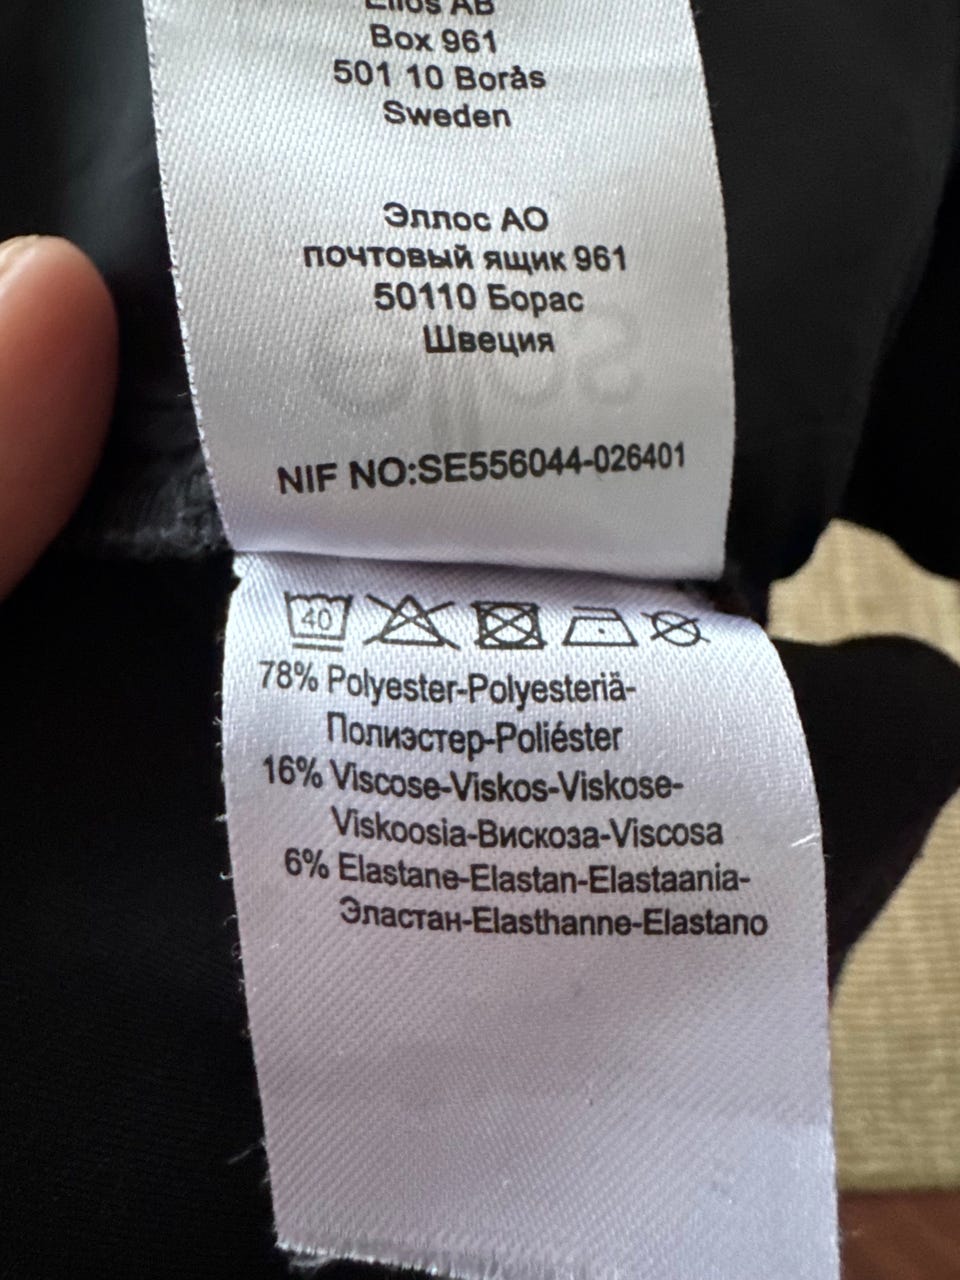 Ellos AB
Box 961
501 10 Borås
Sweden
Эллос АО
почтовый ящик 961
50110 Борас
Швеция
NIF NO:SE556044-026401
40
78% Polyester-Polyesteriä-
Полиэстер-Poliéster
16% Viscose-Viskos-Viskose-
Viskoosia-Вискоза-Viscosa
6% Elastane-Elastan-Elastaania-
Эластан-Elasthanne-Elastano